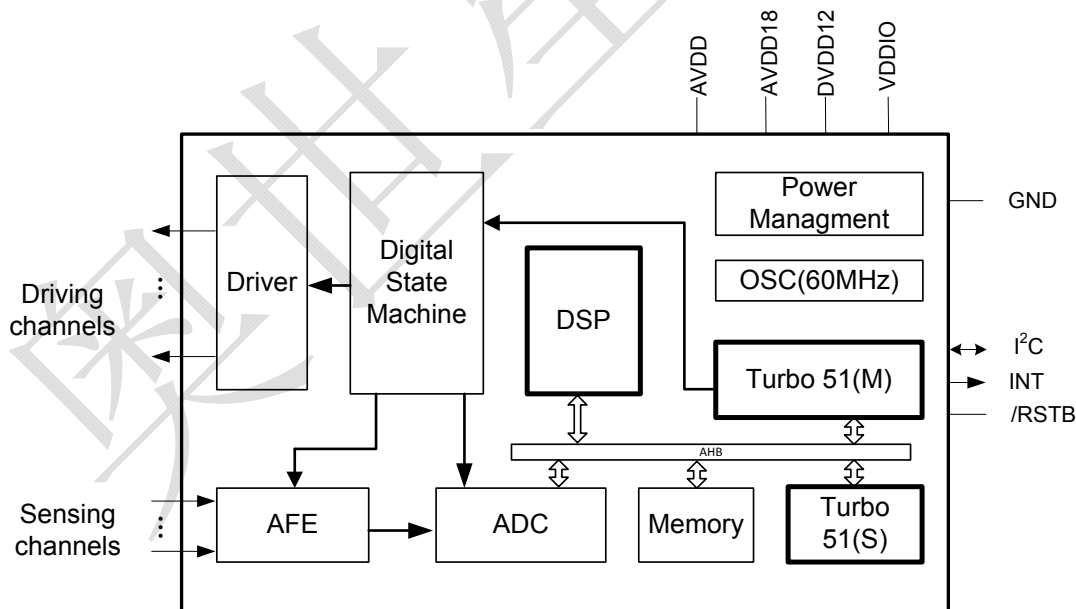 AVDD
AVDD18
DVDD12
VDDIO
Power
Managment
GND
OSC(60MHz)
Driver
Digital
State
Machine
DSP
Driving
channels
Turbo 51(M)
I²C
INT
/RSTB
AHB
Sensing
channels
AFE
ADC
Memory
Turbo
51(S)